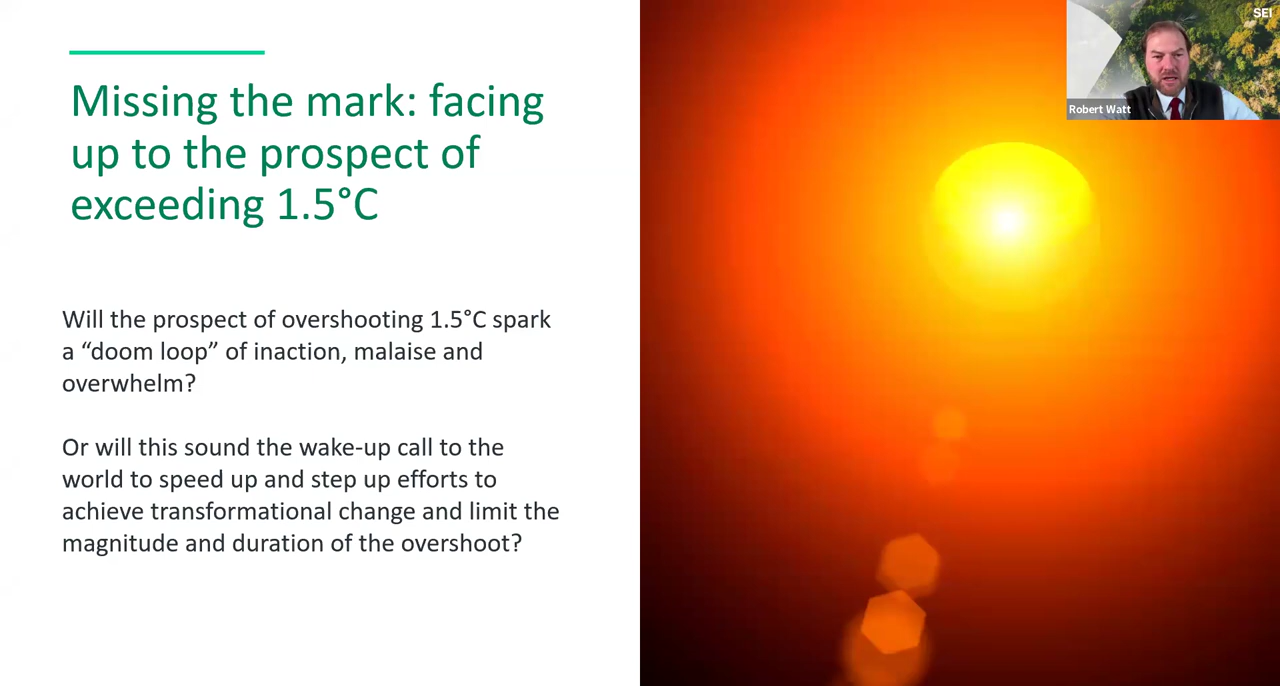 Missing the mark: facing
up to the prospect of
exceeding 1.5°C
Will the prospect of overshooting 1.5°C spark
a “doom loop” of inaction, malaise and
overwhelm?
Or will this sound the wake-up call to the
world to speed up and step up efforts to
achieve transformational change and limit the
magnitude and duration of the overshoot?
SEI
Robert Watt